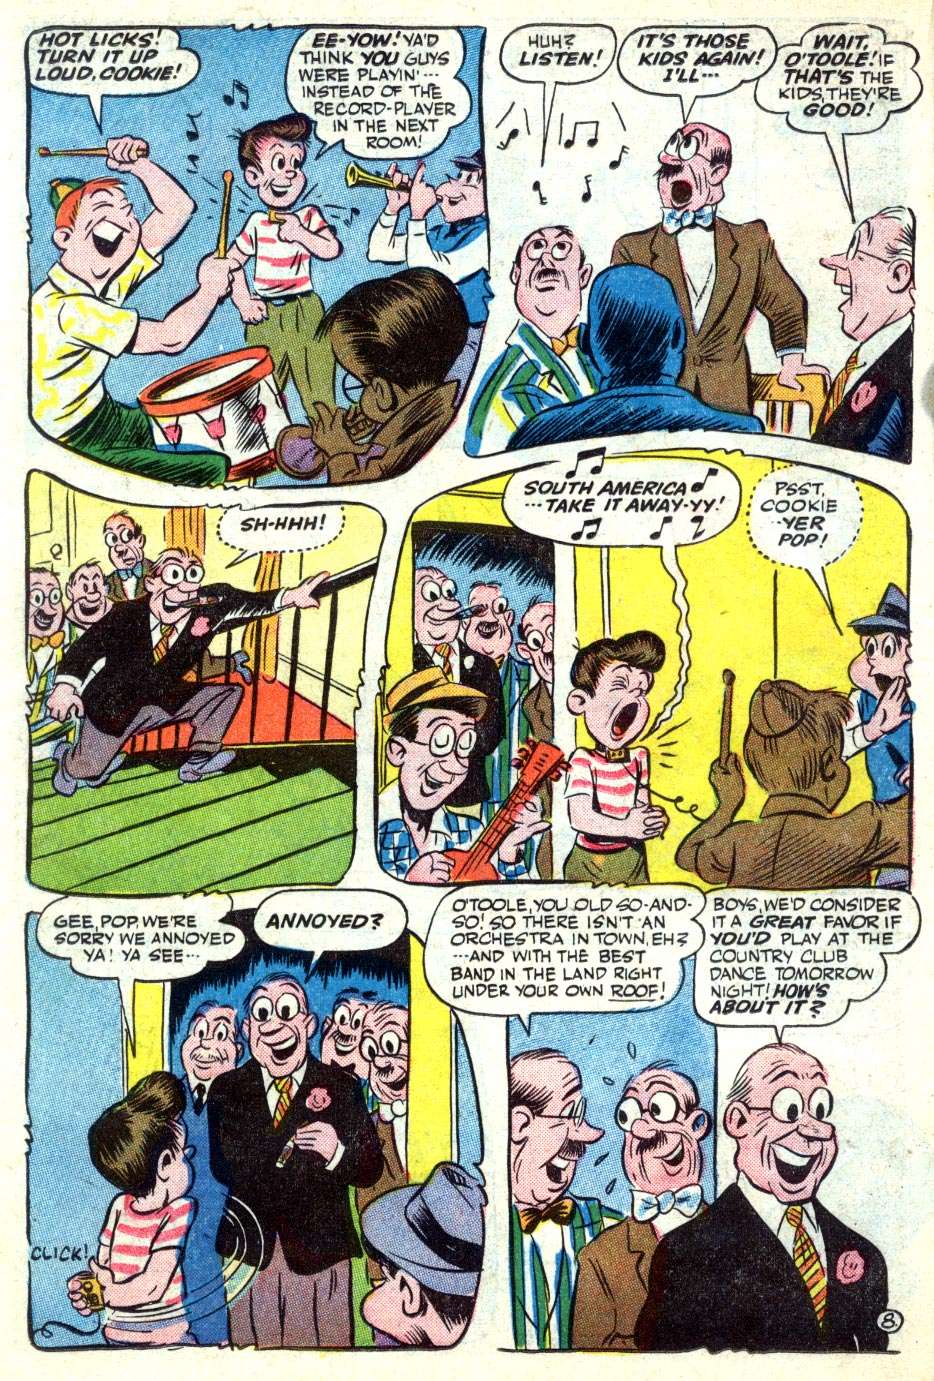 HOT LICKS!
TURN IT UP
LOUD, COOKIE!
EE-YOW! YA'D
THINK YOU GUYS
WERE PLAYIN'---
INSTEAD OF THE
RECORD-PLAYER
IN THE NEXT
ROOM!
HUH?
LISTEN!
IT'S THOSE
KIDS AGAIN!
I'LL---
WAIT,
O'TOOLE! IF
THAT'S THE
KIDS, THEY'RE
GOOD!
SH-HHH!
SOUTH AMERICA
---TAKE IT AWAY-YY!
PSST,
COOKIE
--YER
POP!
GEE, POP, WE'RE
SORRY WE ANNOYED
YA! YA SEE---
ANNOYED?
CLICK!
O'TOOLE, YOU OLD SO-AND-
SO! SO THERE ISN'T AN
ORCHESTRA IN TOWN, EH?
---AND WITH THE BEST
BAND IN THE LAND RIGHT
UNDER YOUR OWN ROOF!
BOYS, WE'D CONSIDER
IT A GREAT FAVOR IF
YOU'D PLAY AT THE
COUNTRY CLUB
DANCE TOMORROW
NIGHT! HOW'S
ABOUT IT?
8.